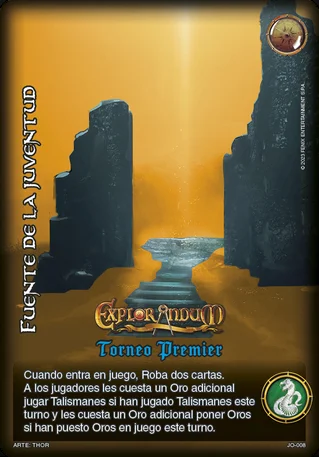 FUENTE DE LA JUVENTUD
© 2023 FENIX ENTERTAINMENT S.P.A.
EXPLORANDUM
Torneo Premier
Cuando entra en juego, Roba dos cartas.
A los jugadores les cuesta un Oro adicional
jugar Talismanes si han jugado Talismanes este
turno y les cuesta un Oro adicional poner Oros
si han puesto Oros en juego este turno.
ARTE: THOR
JO-008